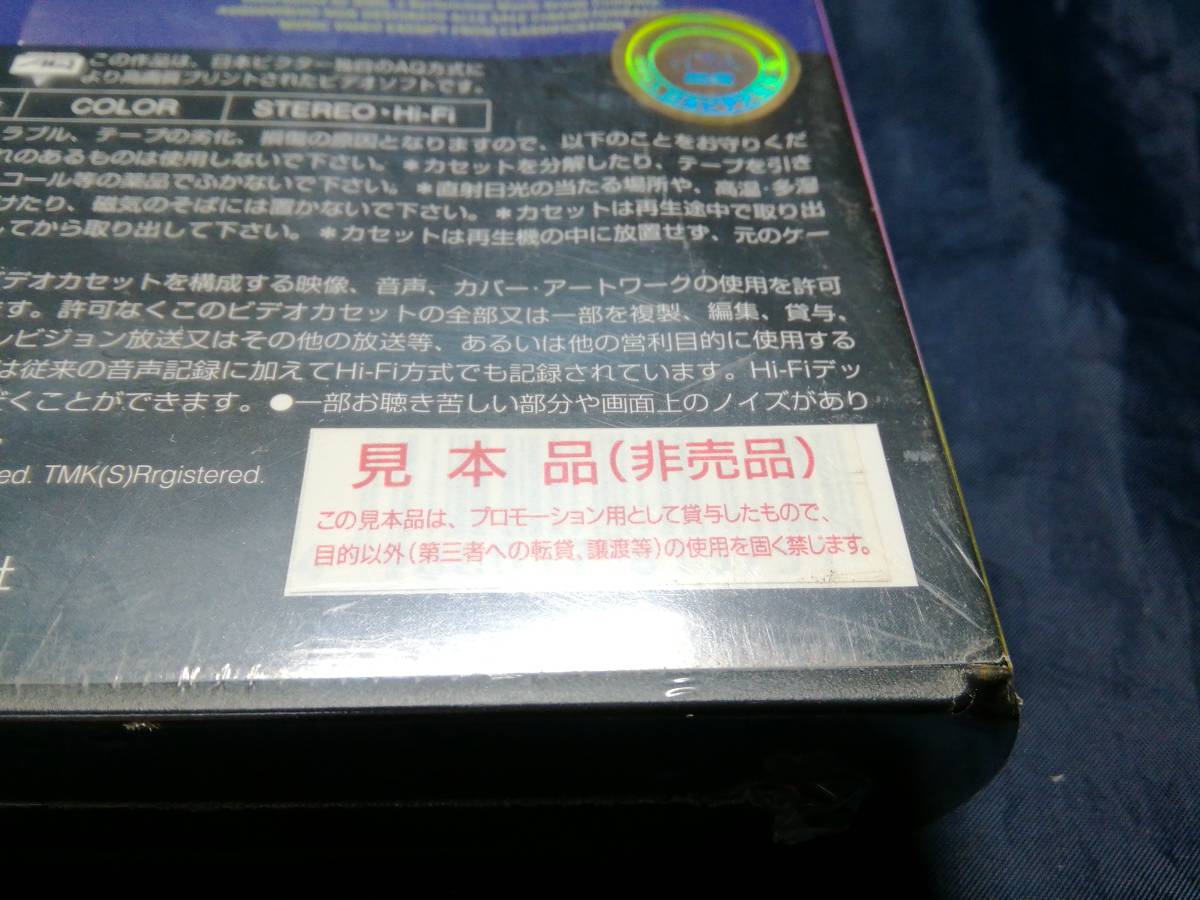 この作品は、日本ビクター独自のAQ方式に
より高画質プリントされたビデオソフトです。
COLOR STEREO・Hi-Fi
ラブル、テープの劣化、損傷の原因となりますので、以下のことをお守りくだ
れのあるものは使用しないで下さい。＊カセットを分解したり、テープを引き
コール等の薬品でふかないで下さい。＊直射日光の当たる場所や、高温・多湿
けたり、磁気のそばには置かないで下さい。＊カセットは再生途中で取り出
してから取り出して下さい。＊カセットは再生機の中に放置せず、元のケー
デオカセットを構成する映像、音声、カバー・アートワークの使用を許可
ます。許可なくこのビデオカセットの全部又は一部を複製、編集、貸与、
レビジョン放送又はその他の放送等、あるいは他の営利目的に使用する
は従来の音声記録に加えてHi-Fi方式でも記録されています。Hi-Fiデッ
だくことができます。●一部お聴き苦しい部分や画面上のノイズがあり
ed. TMK(S)Rrgistered.
社
見本品(非売品)
この見本品は、プロモーション用として貸与したもので、
目的以外(第三者への転貸、譲渡等)の使用を固く禁じます。